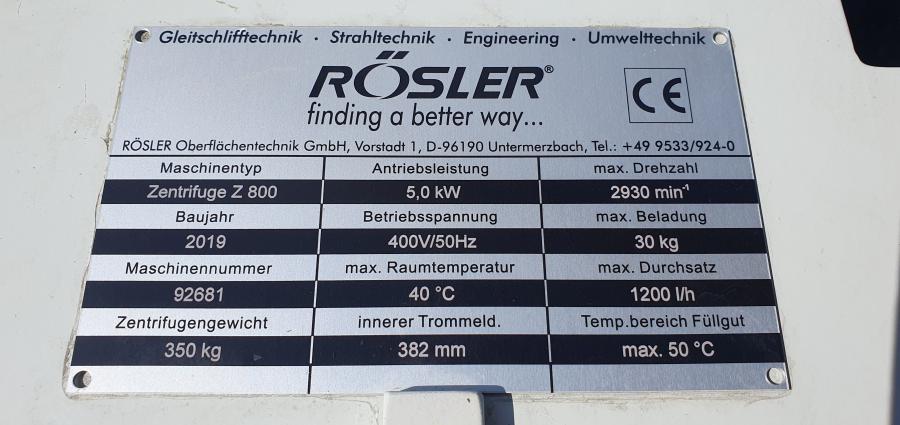 Gleitschlifftechnik · Strahltechnik · Engineering · Umwelttechnik
RÖSLER®
finding a better way...
CE
RÖSLER Oberflächentechnik GmbH, Vorstadt 1, D-96190 Untermerzbach, Tel.: +49 9533/924-0
Maschinentyp Antriebsleistung max. Drehzahl
Zentrifuge Z 800 5,0 kW 2930 min⁻¹
Baujahr Betriebsspannung max. Beladung
2019 400V/50Hz 30 kg
Maschinennummer max. Raumtemperatur max. Durchsatz
92681 40 °C 1200 l/h
Zentrifugengewicht innerer Trommeld. Temp.bereich Füllgut
350 kg 382 mm max. 50 °C